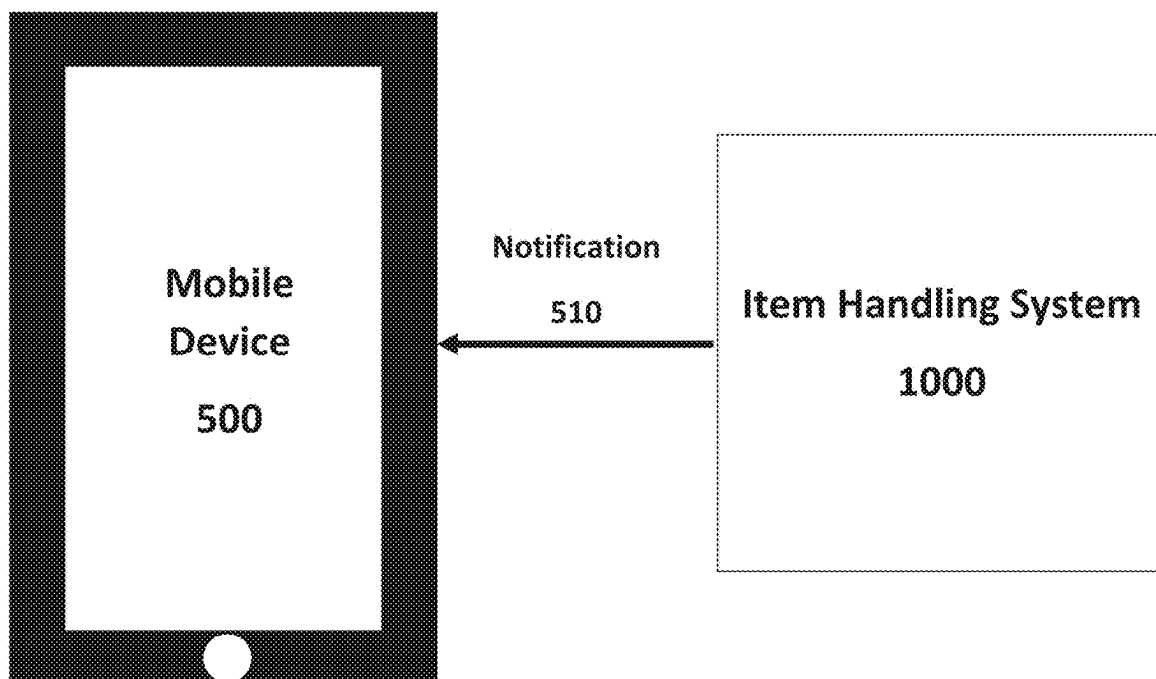 Mobile
Device
500
Notification
510
Item Handling System
1000